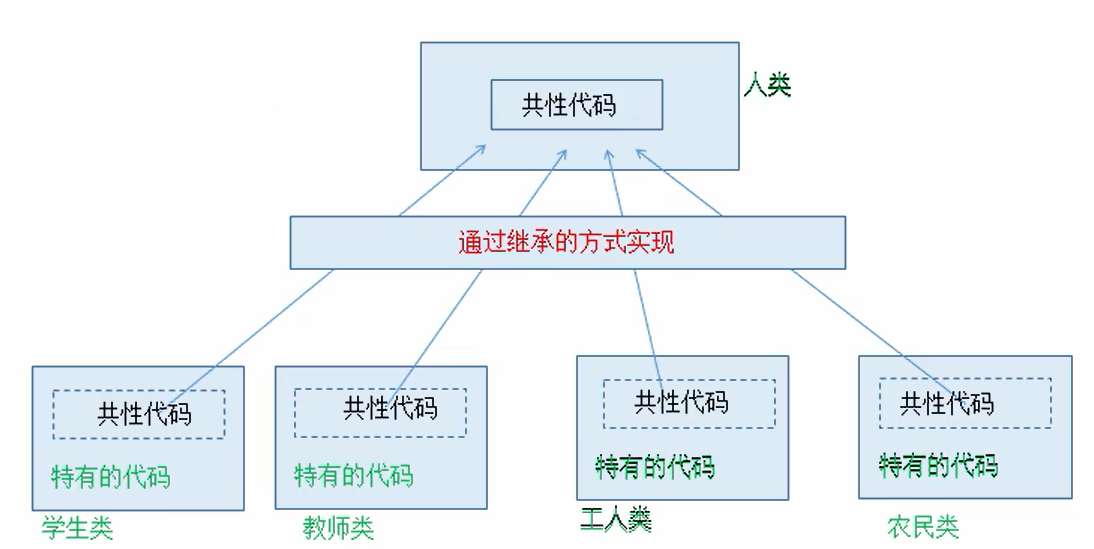 共性代码
人类
通过继承的方式实现
共性代码
特有的代码
学生类
共性代码
特有的代码
教师类
共性代码
特有的代码
工人类
共性代码
特有的代码
农民类